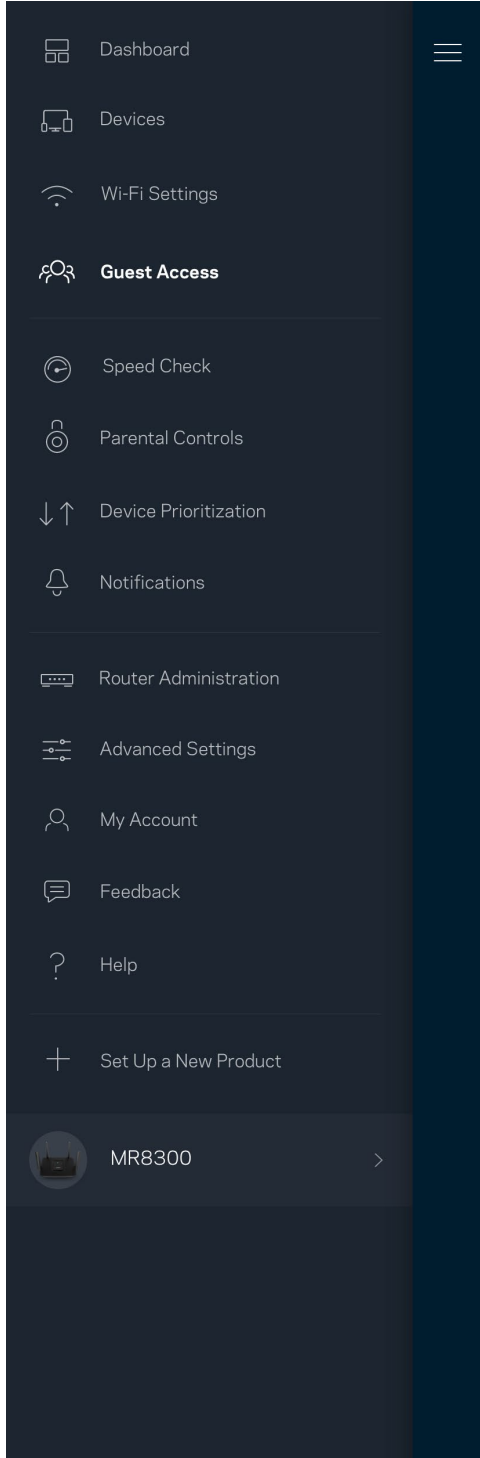 Dashboard
Devices
Wi-Fi Settings
Guest Access
Speed Check
Parental Controls
Device Prioritization
Notifications
Router Administration
Advanced Settings
My Account
Feedback
Help
Set Up a New Product
MR8300